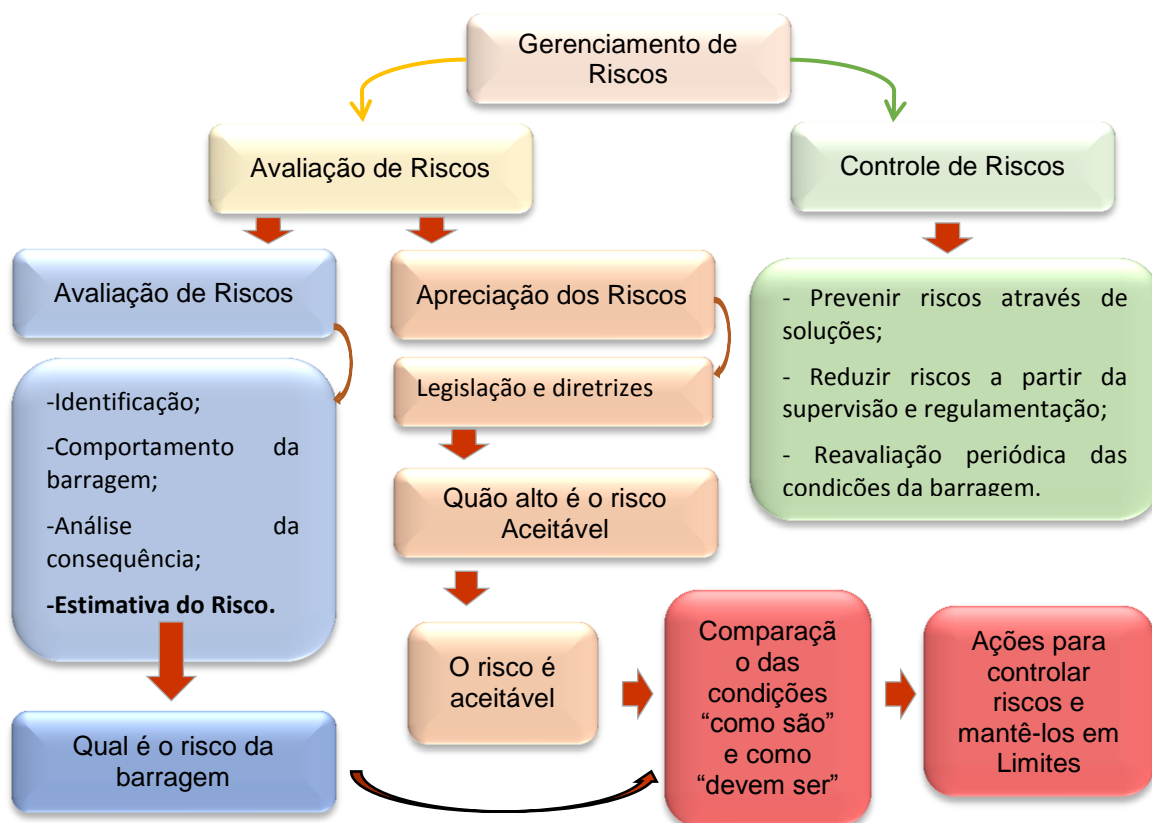 Gerenciamento de
Riscos
Avaliação de Riscos
Controle de Riscos
Avaliação de Riscos
-Identificação;
-Comportamento da
barragem;
-Análise da
consequência;
-Estimativa do Risco.
Qual é o risco da
barragem
Apreciação dos Riscos
Legislação e diretrizes
Quão alto é o risco
Aceitável
O risco é
aceitável
Comparaçã
o das
condições
“como são”
e como
“devem ser”
Ações para
controlar
riscos e
mantê-los em
Limites
- Prevenir riscos através de
soluções;
- Reduzir riscos a partir da
supervisão e regulamentação;
- Reavaliação periódica das
condições da barragem.